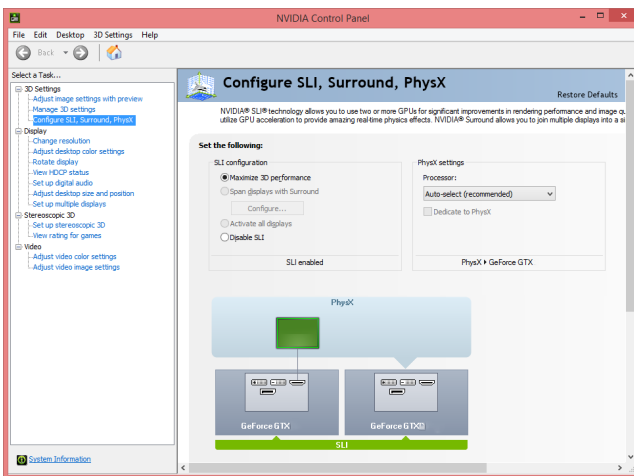 NVIDIA Control Panel
File Edit Desktop 3D Settings Help
Back
Select a Task...
3D Settings
Adjust image settings with preview
Manage 3D settings
Configure SLI, Surround, PhysX
Display
Change resolution
Adjust desktop color settings
Rotate display
View HDCP status
Set up digital audio
Adjust desktop size and position
Set up multiple displays
Stereoscopic 3D
Set up stereoscopic 3D
View rating for games
Video
Adjust video color settings
Adjust video image settings
System Information
Configure SLI, Surround, PhysX
Restore Defaults
NVIDIA® SLI® technology allows you to use two or more GPUs for significant improvements in rendering performance and image qu
utilize GPU acceleration to provide amazing real-time physics effects. NVIDIA® Surround allows you to join multiple displays into a si
Set the following:
SLI configuration
Maximize 3D performance
Span displays with Surround
Configure...
Activate all displays
Disable SLI
SLI enabled
PhysX settings
Processor:
Auto-select (recommended)
Dedicate to PhysX
PhysX ▸ GeForce GTX
PhysX
GeForce GTX
GeForce GTX
SLI